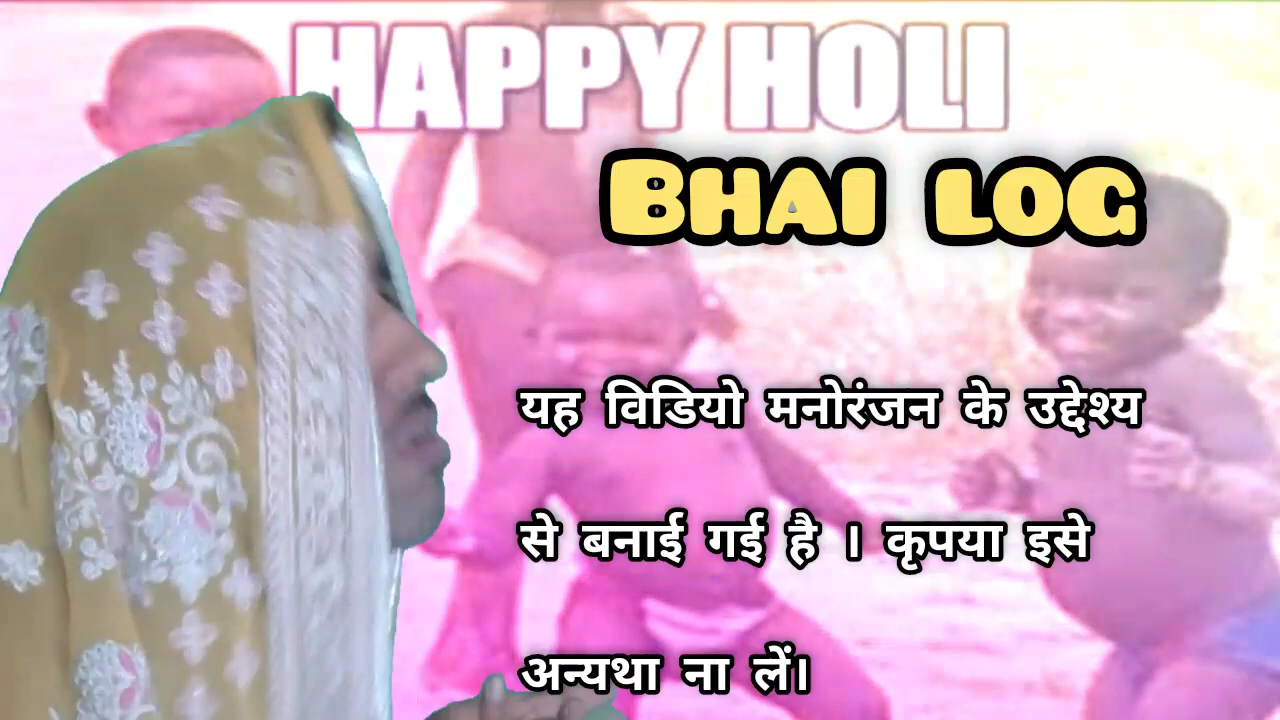 HAPPY HOLI
BHAI LOG
यह विडियो मनोरंजन के उद्देश्य
से बनाई गई है । कृपया इसे
अन्यथा ना लें।